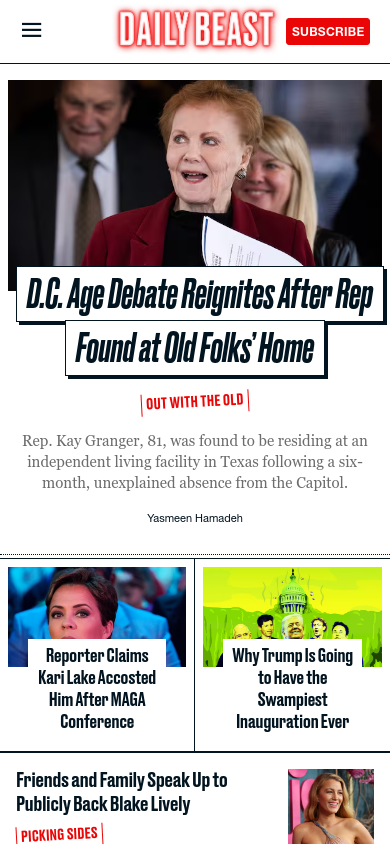 DAILY BEAST
SUBSCRIBE
D.C. Age Debate Reignites After Rep
Found at Old Folks’ Home
OUT WITH THE OLD
Rep. Kay Granger, 81, was found to be residing at an
independent living facility in Texas following a six-
month, unexplained absence from the Capitol.
Yasmeen Hamadeh
Reporter Claims
Kari Lake Accosted
Him After MAGA
Conference
Why Trump Is Going
to Have the
Swampiest
Inauguration Ever
Friends and Family Speak Up to
Publicly Back Blake Lively
PICKING SIDES